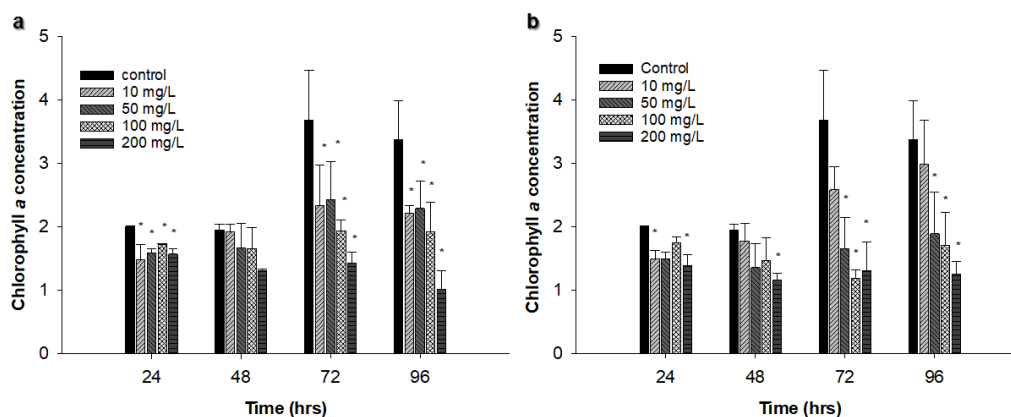 a
5
4
3
2
1
0
Chlorophyll a concentration
control
10 mg/L
50 mg/L
100 mg/L
200 mg/L
* * * *
* *
*
*
* * *
*
24 48 72 96
Time (hrs)
b
5
4
3
2
1
0
Chlorophyll a concentration
Control
10 mg/L
50 mg/L
100 mg/L
200 mg/L
* *
*
* * *
* * *
24 48 72 96
Time (hrs)